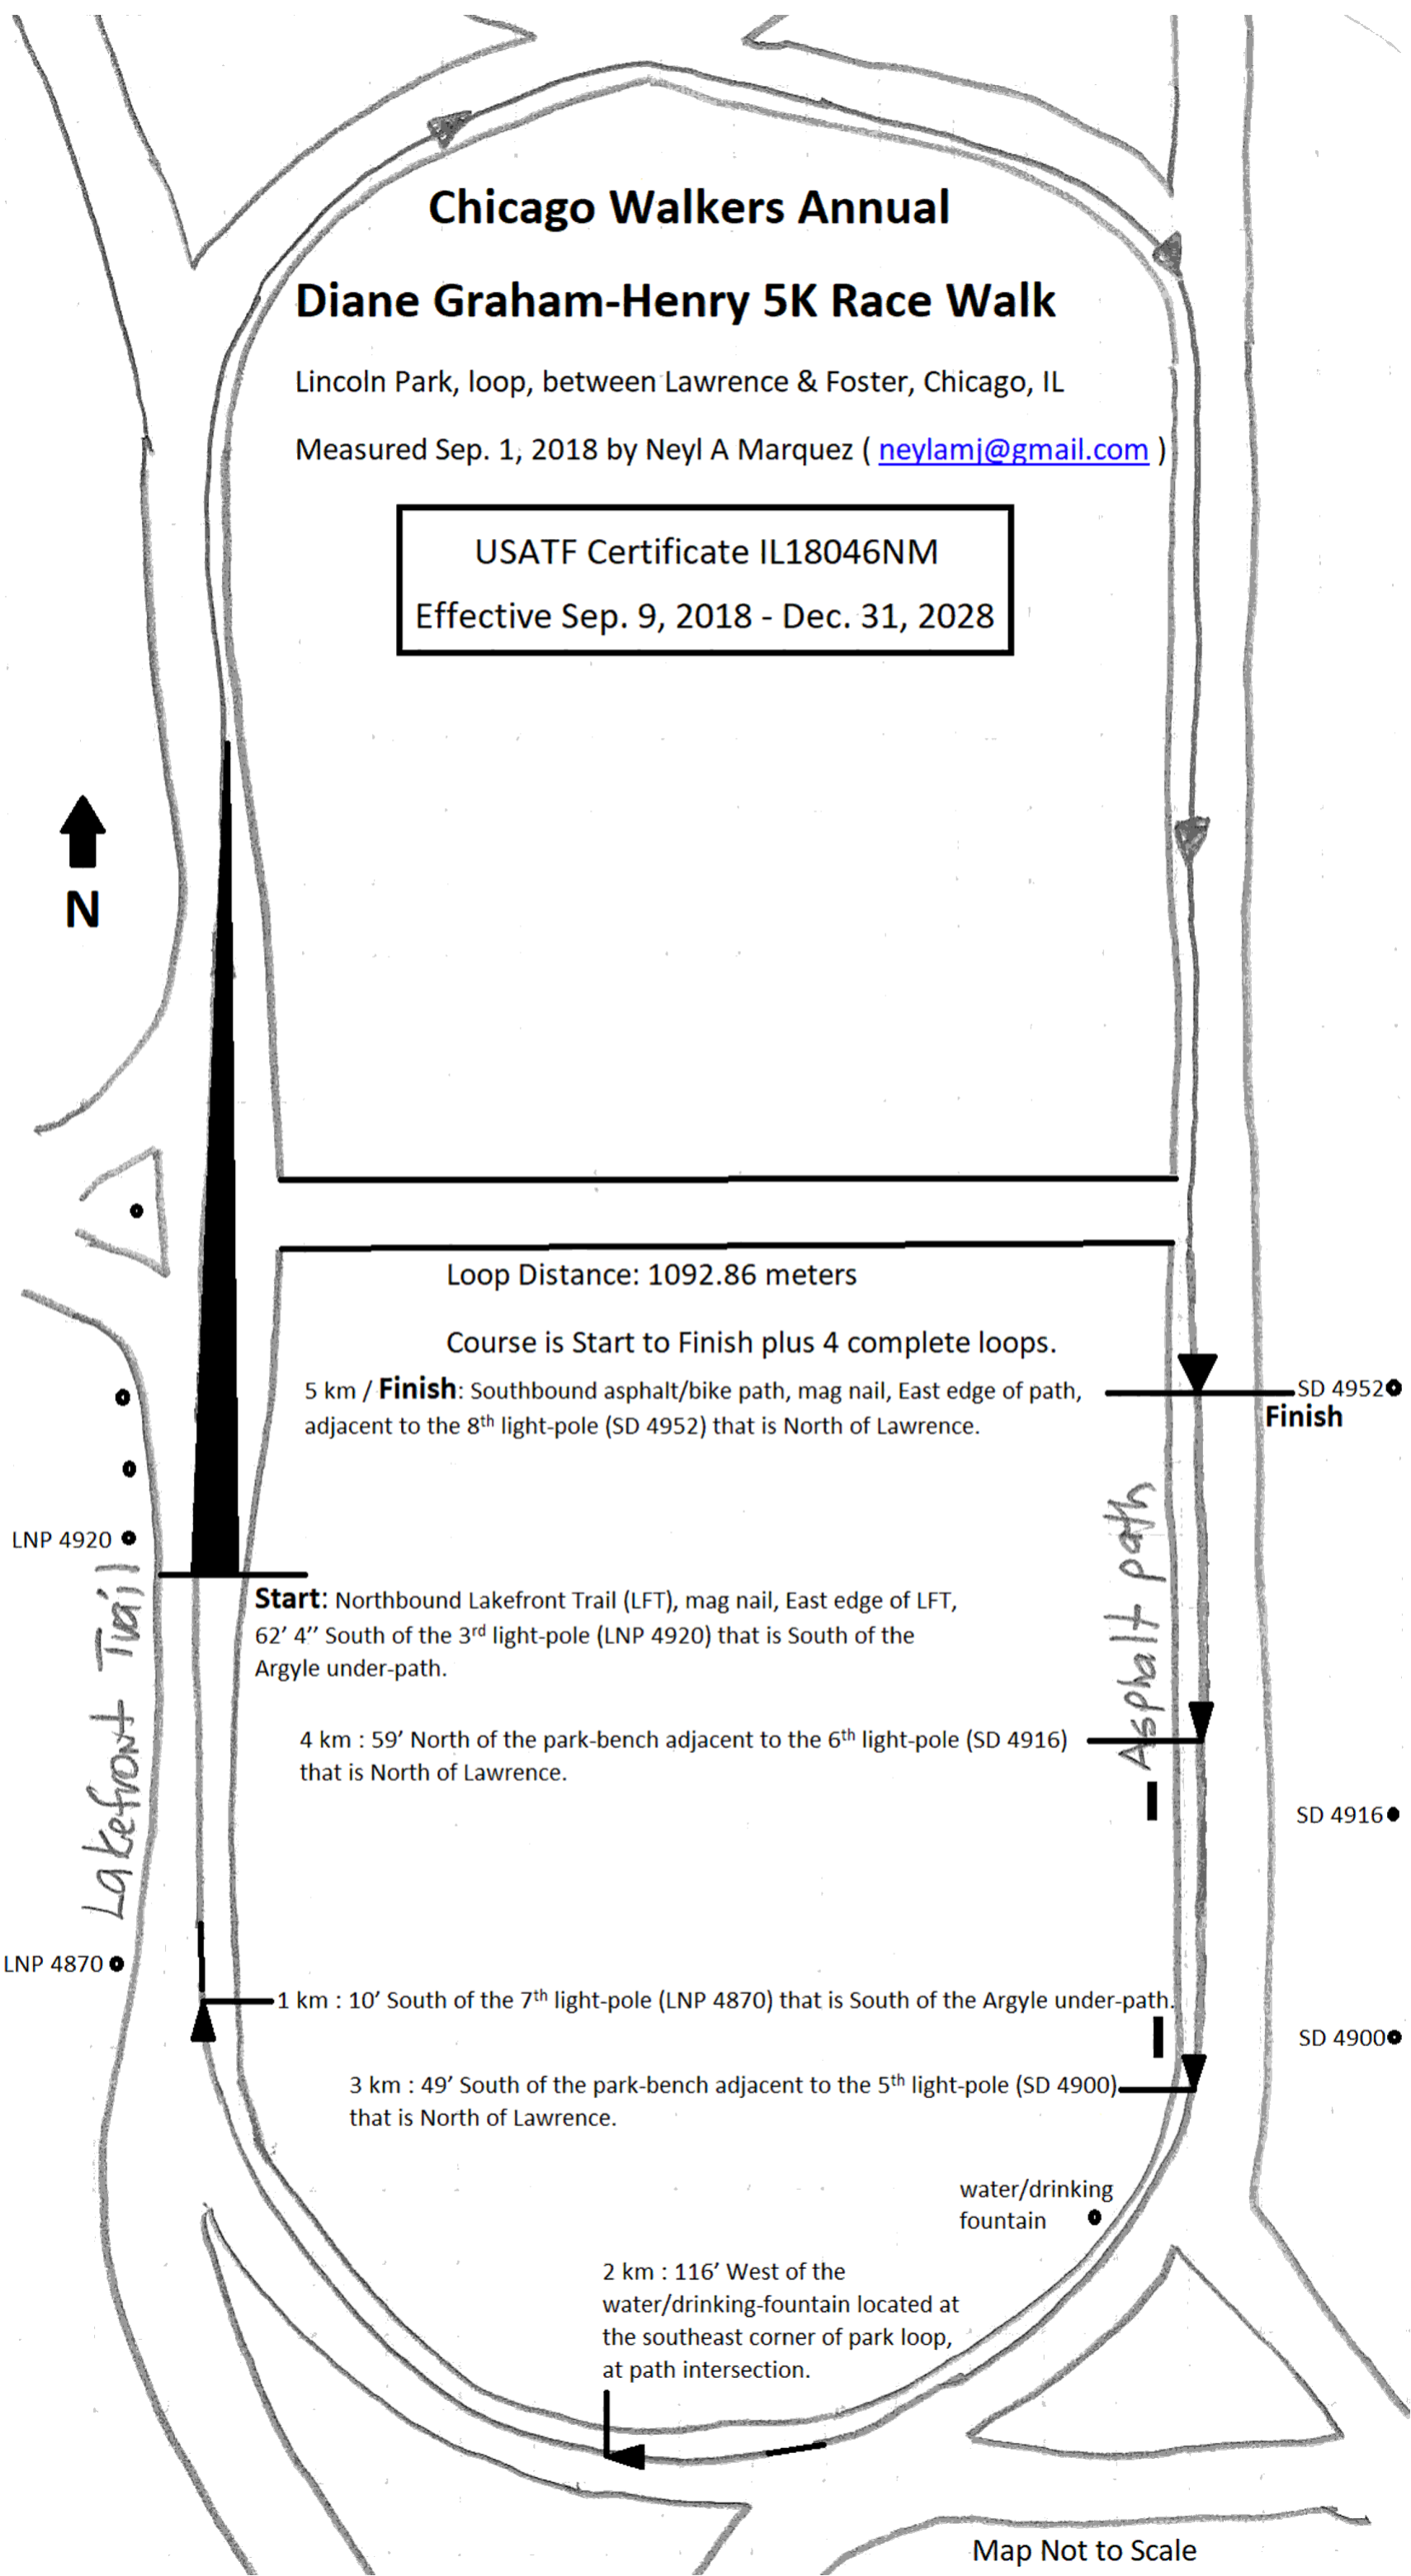 Chicago Walkers Annual
Diane Graham-Henry 5K Race Walk
Lincoln Park, loop, between Lawrence & Foster, Chicago, IL
Measured Sep. 1, 2018 by Neyl A Marquez ( neylamj@gmail.com )
USATF Certificate IL18046NM
Effective Sep. 9, 2018 - Dec. 31, 2028
N
Loop Distance: 1092.86 meters
Course is Start to Finish plus 4 complete loops.
5 km / Finish: Southbound asphalt/bike path, mag nail, East edge of path,
adjacent to the 8th light-pole (SD 4952) that is North of Lawrence.
SD 4952
Finish
LNP 4920
Lakefront Trail
Asphalt path
Start: Northbound Lakefront Trail (LFT), mag nail, East edge of LFT,
62’ 4’’ South of the 3rd light-pole (LNP 4920) that is South of the
Argyle under-path.
4 km : 59’ North of the park-bench adjacent to the 6th light-pole (SD 4916)
that is North of Lawrence.
SD 4916
LNP 4870
1 km : 10’ South of the 7th light-pole (LNP 4870) that is South of the Argyle under-path.
SD 4900
3 km : 49’ South of the park-bench adjacent to the 5th light-pole (SD 4900)
that is North of Lawrence.
water/drinking
fountain
2 km : 116’ West of the
water/drinking-fountain located at
the southeast corner of park loop,
at path intersection.
Map Not to Scale